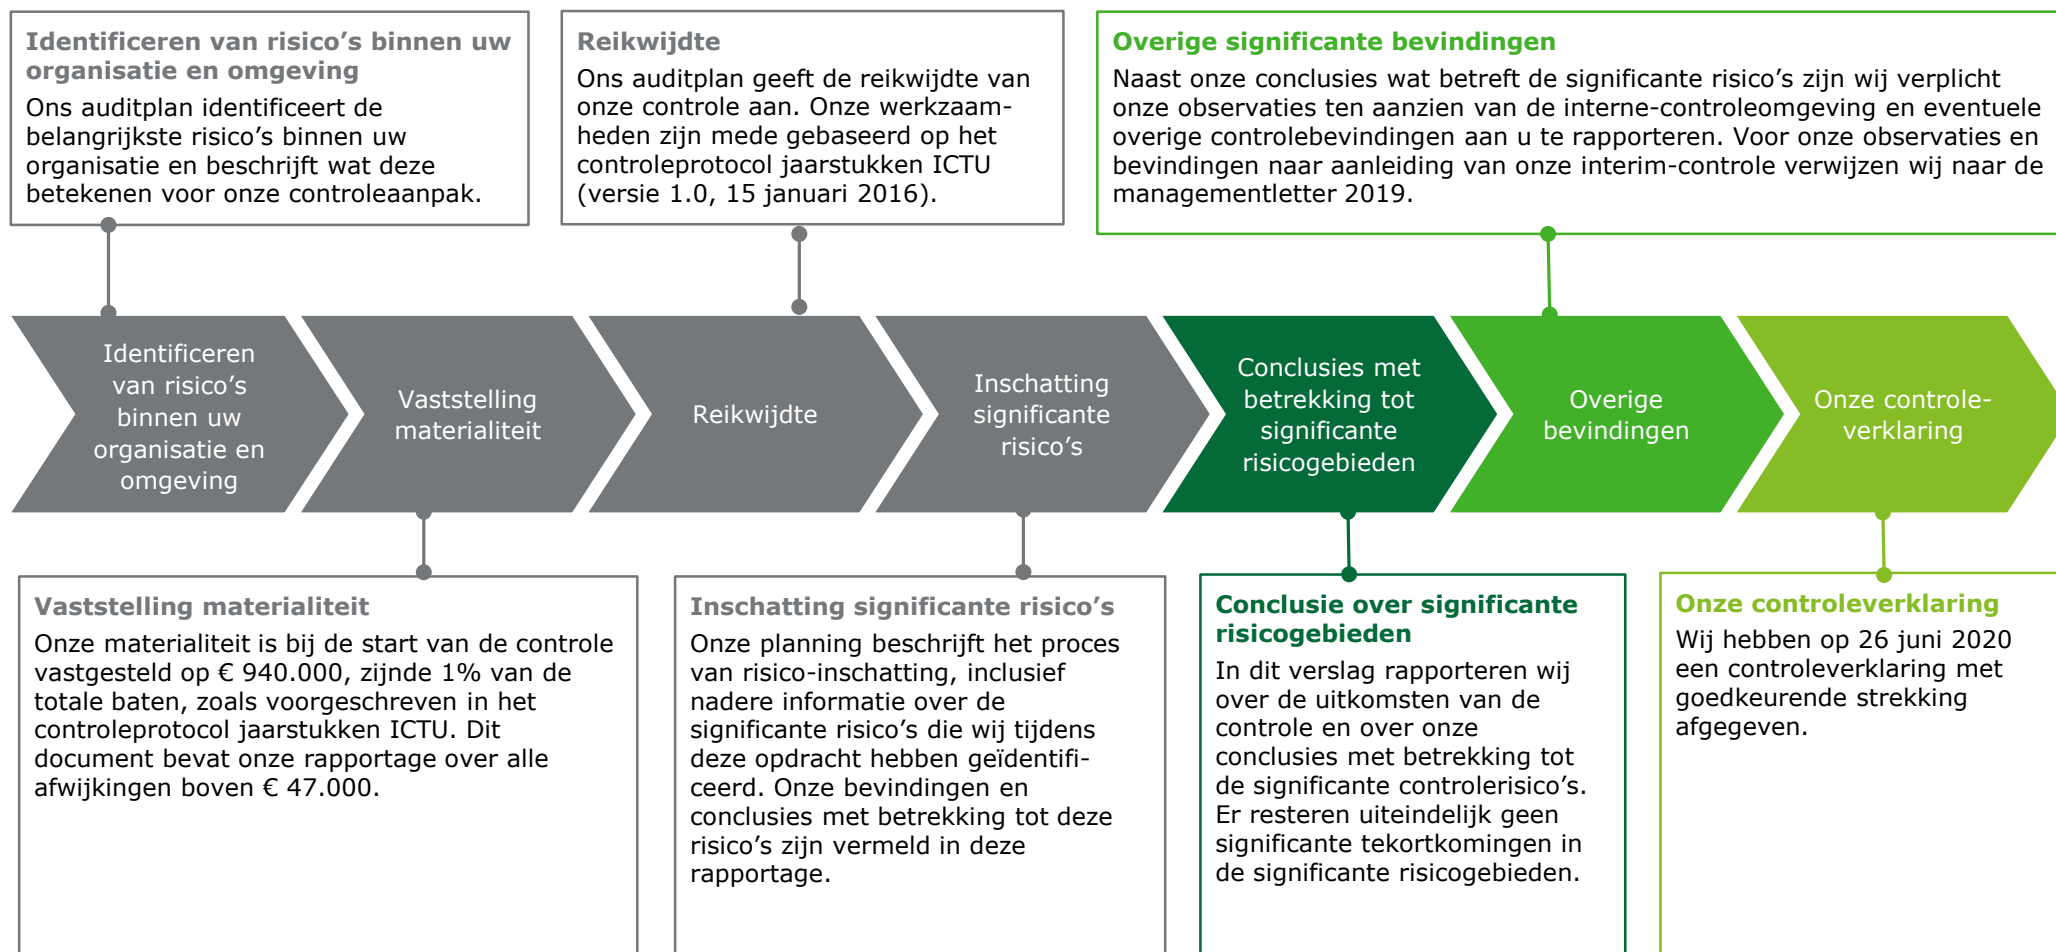 Identificeren van risico’s binnen uw
organisatie en omgeving
Ons auditplan identificeert de
belangrijkste risico’s binnen uw
organisatie en beschrijft wat deze
betekenen voor onze controleaanpak.
Reikwijdte
Ons auditplan geeft de reikwijdte van
onze controle aan. Onze werkzaam-
heden zijn mede gebaseerd op het
controleprotocol jaarstukken ICTU
(versie 1.0, 15 januari 2016).
Overige significante bevindingen
Naast onze conclusies wat betreft de significante risico’s zijn wij verplicht
onze observaties ten aanzien van de interne-controleomgeving en eventuele
overige controlebevindingen aan u te rapporteren. Voor onze observaties en
bevindingen naar aanleiding van onze interim-controle verwijzen wij naar de
managementletter 2019.
Identificeren
van risico’s
binnen uw
organisatie en
omgeving
Vaststelling
materialiteit
Reikwijdte
Inschatting
significante
risico’s
Conclusies met
betrekking tot
significante
risicogebieden
Overige
bevindingen
Onze controle-
verklaring
Vaststelling materialiteit
Onze materialiteit is bij de start van de controle
vastgesteld op € 940.000, zijnde 1% van de
totale baten, zoals voorgeschreven in het
controleprotocol jaarstukken ICTU. Dit
document bevat onze rapportage over alle
afwijkingen boven € 47.000.
Inschatting significante risico’s
Onze planning beschrijft het proces
van risico-inschatting, inclusief
nadere informatie over de
significante risico’s die wij tijdens
deze opdracht hebben geïdentifi-
ceerd. Onze bevindingen en
conclusies met betrekking tot deze
risico’s zijn vermeld in deze
rapportage.
Conclusie over significante
risicogebieden
In dit verslag rapporteren wij
over de uitkomsten van de
controle en over onze
conclusies met betrekking tot
de significante controlerisico’s.
Er resteren uiteindelijk geen
significante tekortkomingen in
de significante risicogebieden.
Onze controleverklaring
Wij hebben op 26 juni 2020
een controleverklaring met
goedkeurende strekking
afgegeven.